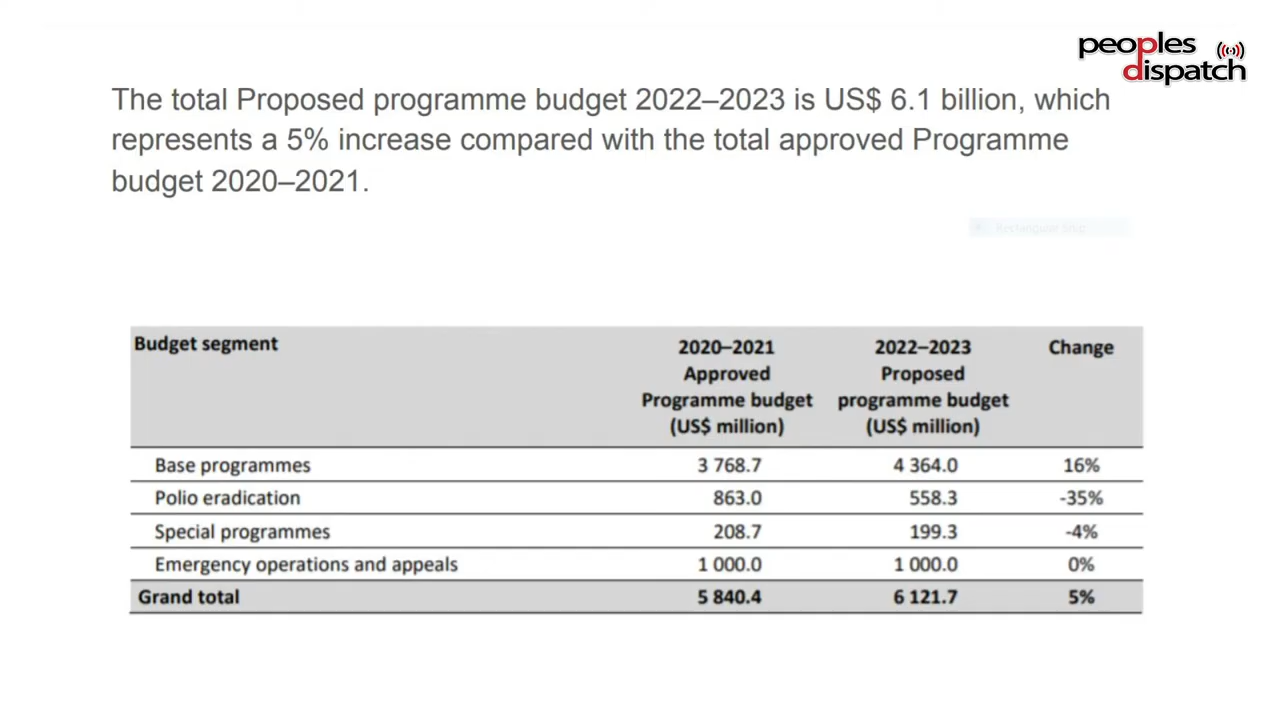 peoples
dispatch
The total Proposed programme budget 2022–2023 is US$ 6.1 billion, which
represents a 5% increase compared with the total approved Programme
budget 2020–2021.
Rectangular Snip
Budget segment 2020–2021 2022–2023 Change
Approved Proposed
Programme budget programme budget
(US$ million) (US$ million)
Base programmes 3 768.7 4 364.0 16%
Polio eradication 863.0 558.3 -35%
Special programmes 208.7 199.3 -4%
Emergency operations and appeals 1 000.0 1 000.0 0%
Grand total 5 840.4 6 121.7 5%